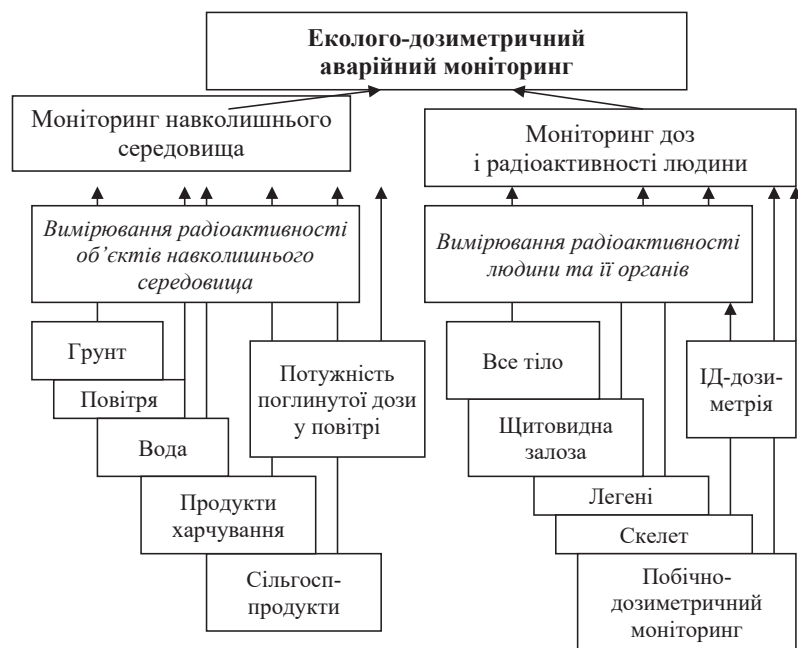 Еколого-дозиметричний
аварійний моніторинг
Моніторинг навколишнього
середовища
Моніторинг доз
і радіоактивності людини
Вимірювання радіоактивності
об’єктів навколишнього
середовища
Вимірювання радіоактивності
людини та її органів
Грунт
Повітря
Вода
Продукти
харчування
Сільгосп-
продукти
Потужність
поглинутої дози
у повітрі
Все тіло
Щитовидна
залоза
Легені
Скелет
Побічно-
дозиметричний
моніторинг
ІД-дози-
метрія